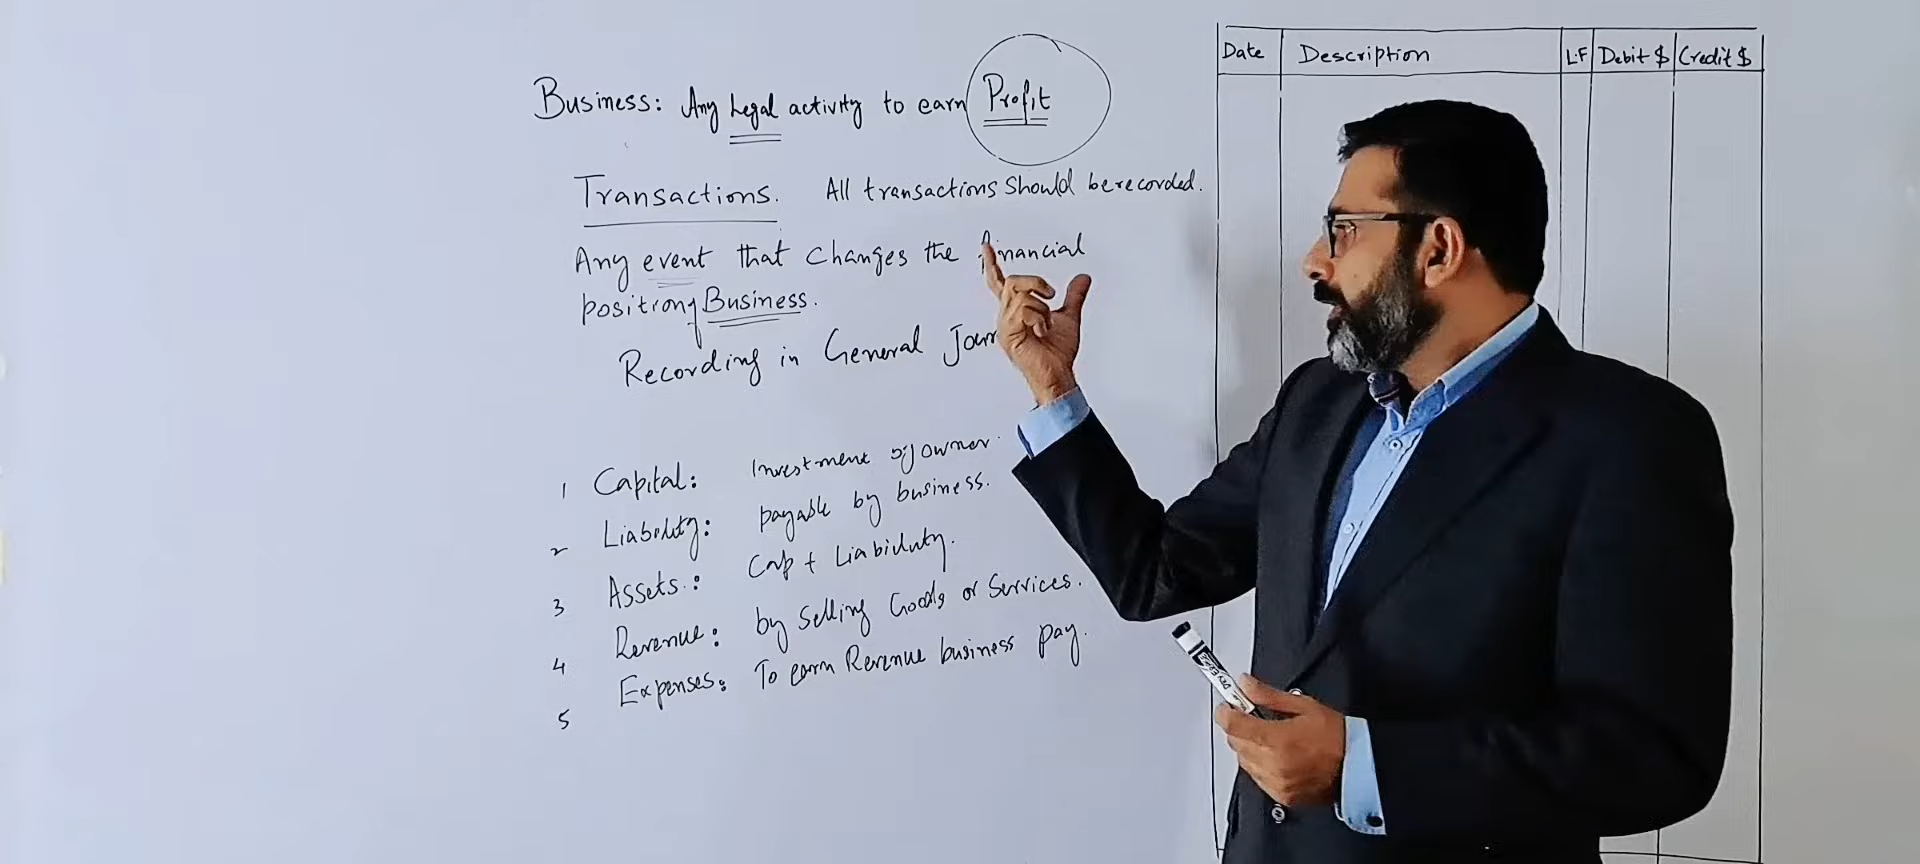 Business: Any Legal activity to earn Profit
Transactions. All transactions should be recorded.
Any event that changes the financial
position of Business.
Recording in General Jour
1 Capital: Investment of owner.
2 Liability: payable by business.
3 Assets: Cap + Liability.
4 Revenue: by selling Goods or Services.
5 Expenses: To earn Revenue business pay.
Date Description L.F Debit $ Credit $